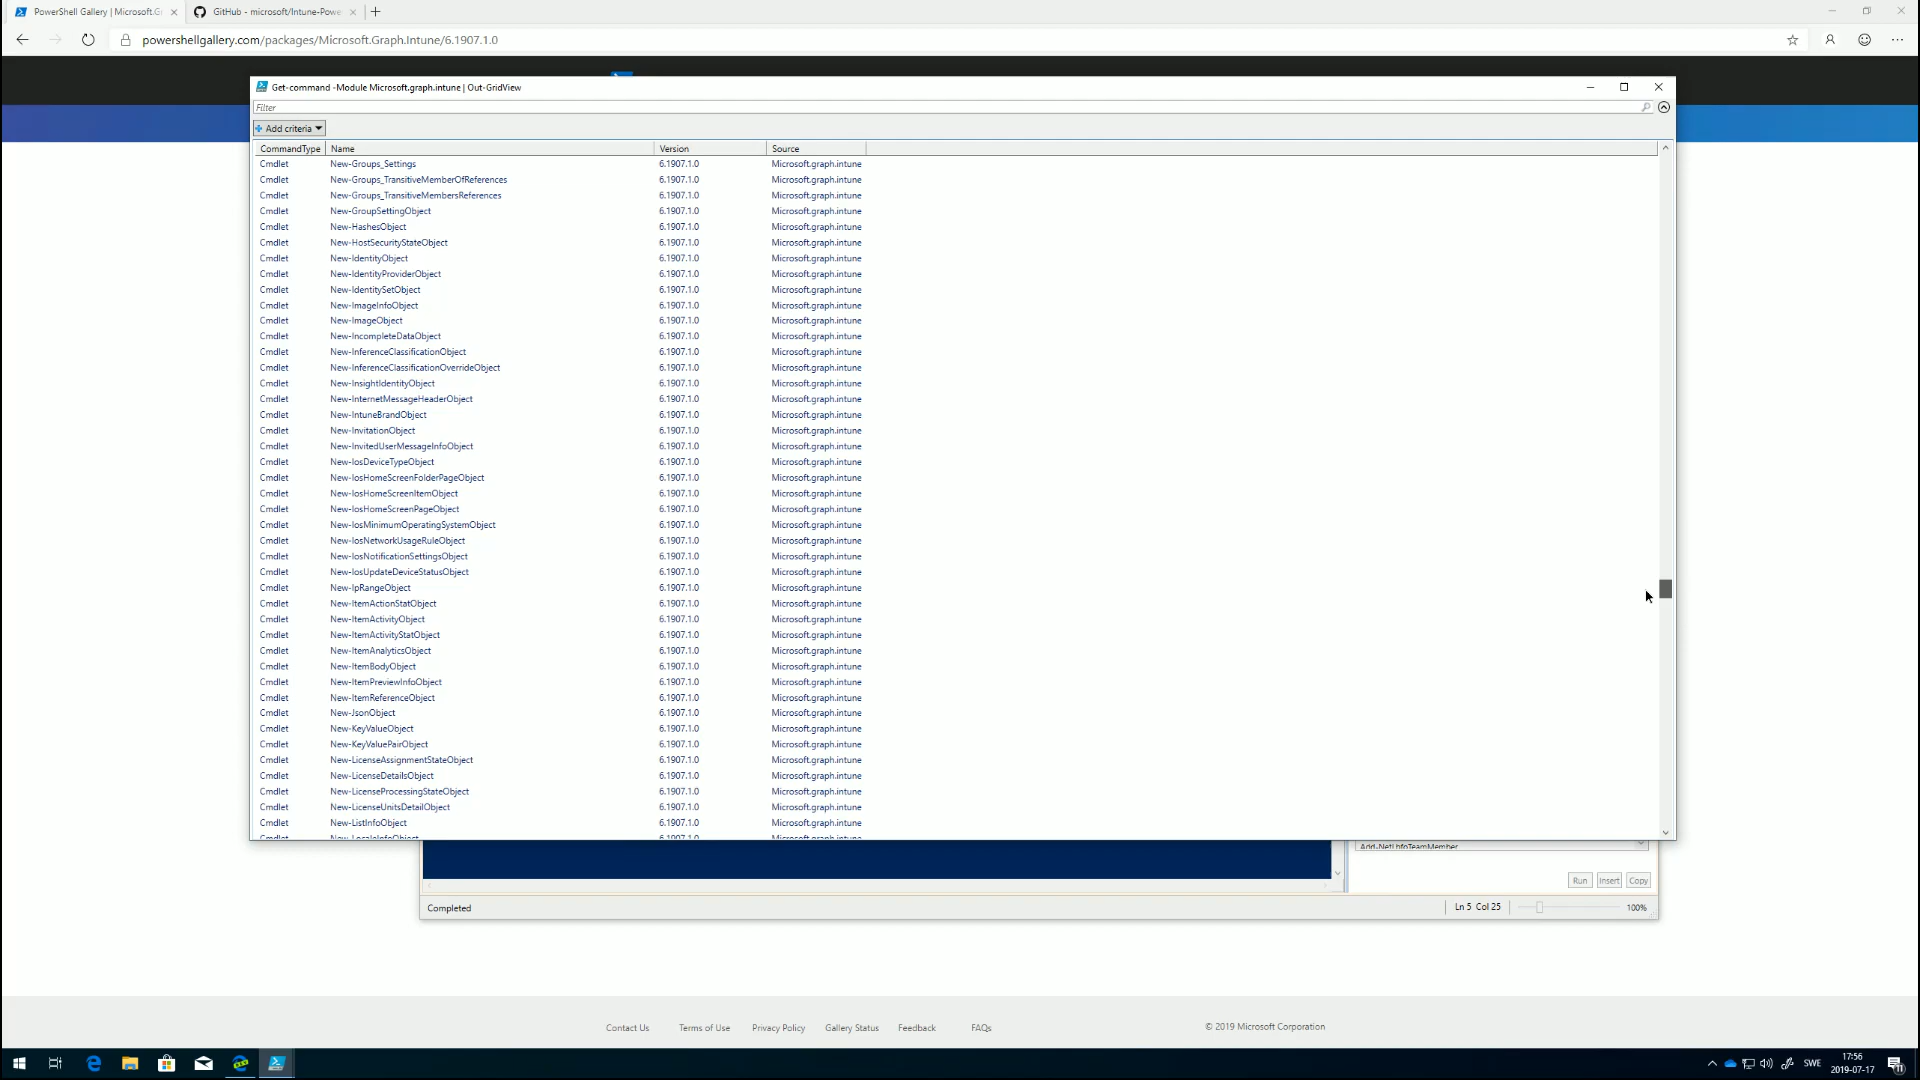 PowerShell Gallery | Microsoft.G
GitHub - microsoft/Intune-Powe
powershellgallery.com/packages/Microsoft.Graph.Intune/6.1907.1.0
Get-command -Module Microsoft.graph.intune | Out-GridView
Filter
Add criteria
CommandType Name Version Source
Cmdlet New-Groups_Settings 6.1907.1.0 Microsoft.graph.intune
Cmdlet New-Groups_TransitiveMemberOfReferences 6.1907.1.0 Microsoft.graph.intune
Cmdlet New-Groups_TransitiveMembersReferences 6.1907.1.0 Microsoft.graph.intune
Cmdlet New-GroupSettingObject 6.1907.1.0 Microsoft.graph.intune
Cmdlet New-HashesObject 6.1907.1.0 Microsoft.graph.intune
Cmdlet New-HostSecurityStateObject 6.1907.1.0 Microsoft.graph.intune
Cmdlet New-IdentityObject 6.1907.1.0 Microsoft.graph.intune
Cmdlet New-IdentityProviderObject 6.1907.1.0 Microsoft.graph.intune
Cmdlet New-IdentitySetObject 6.1907.1.0 Microsoft.graph.intune
Cmdlet New-ImageInfoObject 6.1907.1.0 Microsoft.graph.intune
Cmdlet New-ImageObject 6.1907.1.0 Microsoft.graph.intune
Cmdlet New-IncompleteDataObject 6.1907.1.0 Microsoft.graph.intune
Cmdlet New-InferenceClassificationObject 6.1907.1.0 Microsoft.graph.intune
Cmdlet New-InferenceClassificationOverrideObject 6.1907.1.0 Microsoft.graph.intune
Cmdlet New-InsightIdentityObject 6.1907.1.0 Microsoft.graph.intune
Cmdlet New-InternetMessageHeaderObject 6.1907.1.0 Microsoft.graph.intune
Cmdlet New-IntuneBrandObject 6.1907.1.0 Microsoft.graph.intune
Cmdlet New-InvitationObject 6.1907.1.0 Microsoft.graph.intune
Cmdlet New-InvitedUserMessageInfoObject 6.1907.1.0 Microsoft.graph.intune
Cmdlet New-IosDeviceTypeObject 6.1907.1.0 Microsoft.graph.intune
Cmdlet New-IosHomeScreenFolderPageObject 6.1907.1.0 Microsoft.graph.intune
Cmdlet New-IosHomeScreenItemObject 6.1907.1.0 Microsoft.graph.intune
Cmdlet New-IosHomeScreenPageObject 6.1907.1.0 Microsoft.graph.intune
Cmdlet New-IosMinimumOperatingSystemObject 6.1907.1.0 Microsoft.graph.intune
Cmdlet New-IosNetworkUsageRuleObject 6.1907.1.0 Microsoft.graph.intune
Cmdlet New-IosNotificationSettingsObject 6.1907.1.0 Microsoft.graph.intune
Cmdlet New-IosUpdateDeviceStatusObject 6.1907.1.0 Microsoft.graph.intune
Cmdlet New-IpRangeObject 6.1907.1.0 Microsoft.graph.intune
Cmdlet New-ItemActionStatObject 6.1907.1.0 Microsoft.graph.intune
Cmdlet New-ItemActivityObject 6.1907.1.0 Microsoft.graph.intune
Cmdlet New-ItemActivityStatObject 6.1907.1.0 Microsoft.graph.intune
Cmdlet New-ItemAnalyticsObject 6.1907.1.0 Microsoft.graph.intune
Cmdlet New-ItemBodyObject 6.1907.1.0 Microsoft.graph.intune
Cmdlet New-ItemPreviewInfoObject 6.1907.1.0 Microsoft.graph.intune
Cmdlet New-ItemReferenceObject 6.1907.1.0 Microsoft.graph.intune
Cmdlet New-JsonObject 6.1907.1.0 Microsoft.graph.intune
Cmdlet New-KeyValueObject 6.1907.1.0 Microsoft.graph.intune
Cmdlet New-KeyValuePairObject 6.1907.1.0 Microsoft.graph.intune
Cmdlet New-LicenseAssignmentStateObject 6.1907.1.0 Microsoft.graph.intune
Cmdlet New-LicenseDetailsObject 6.1907.1.0 Microsoft.graph.intune
Cmdlet New-LicenseProcessingStateObject 6.1907.1.0 Microsoft.graph.intune
Cmdlet New-LicenseUnitsDetailObject 6.1907.1.0 Microsoft.graph.intune
Cmdlet New-ListInfoObject 6.1907.1.0 Microsoft.graph.intune
Cmdlet New-LocaleInfoObject 6.1907.1.0 Microsoft.graph.intune
Add-NetLbfoTeamMember
Run Insert Copy
Completed Ln 5 Col 25 100%
Contact Us Terms of Use Privacy Policy Gallery Status Feedback FAQs © 2019 Microsoft Corporation
SWE 17:56
2019-07-17